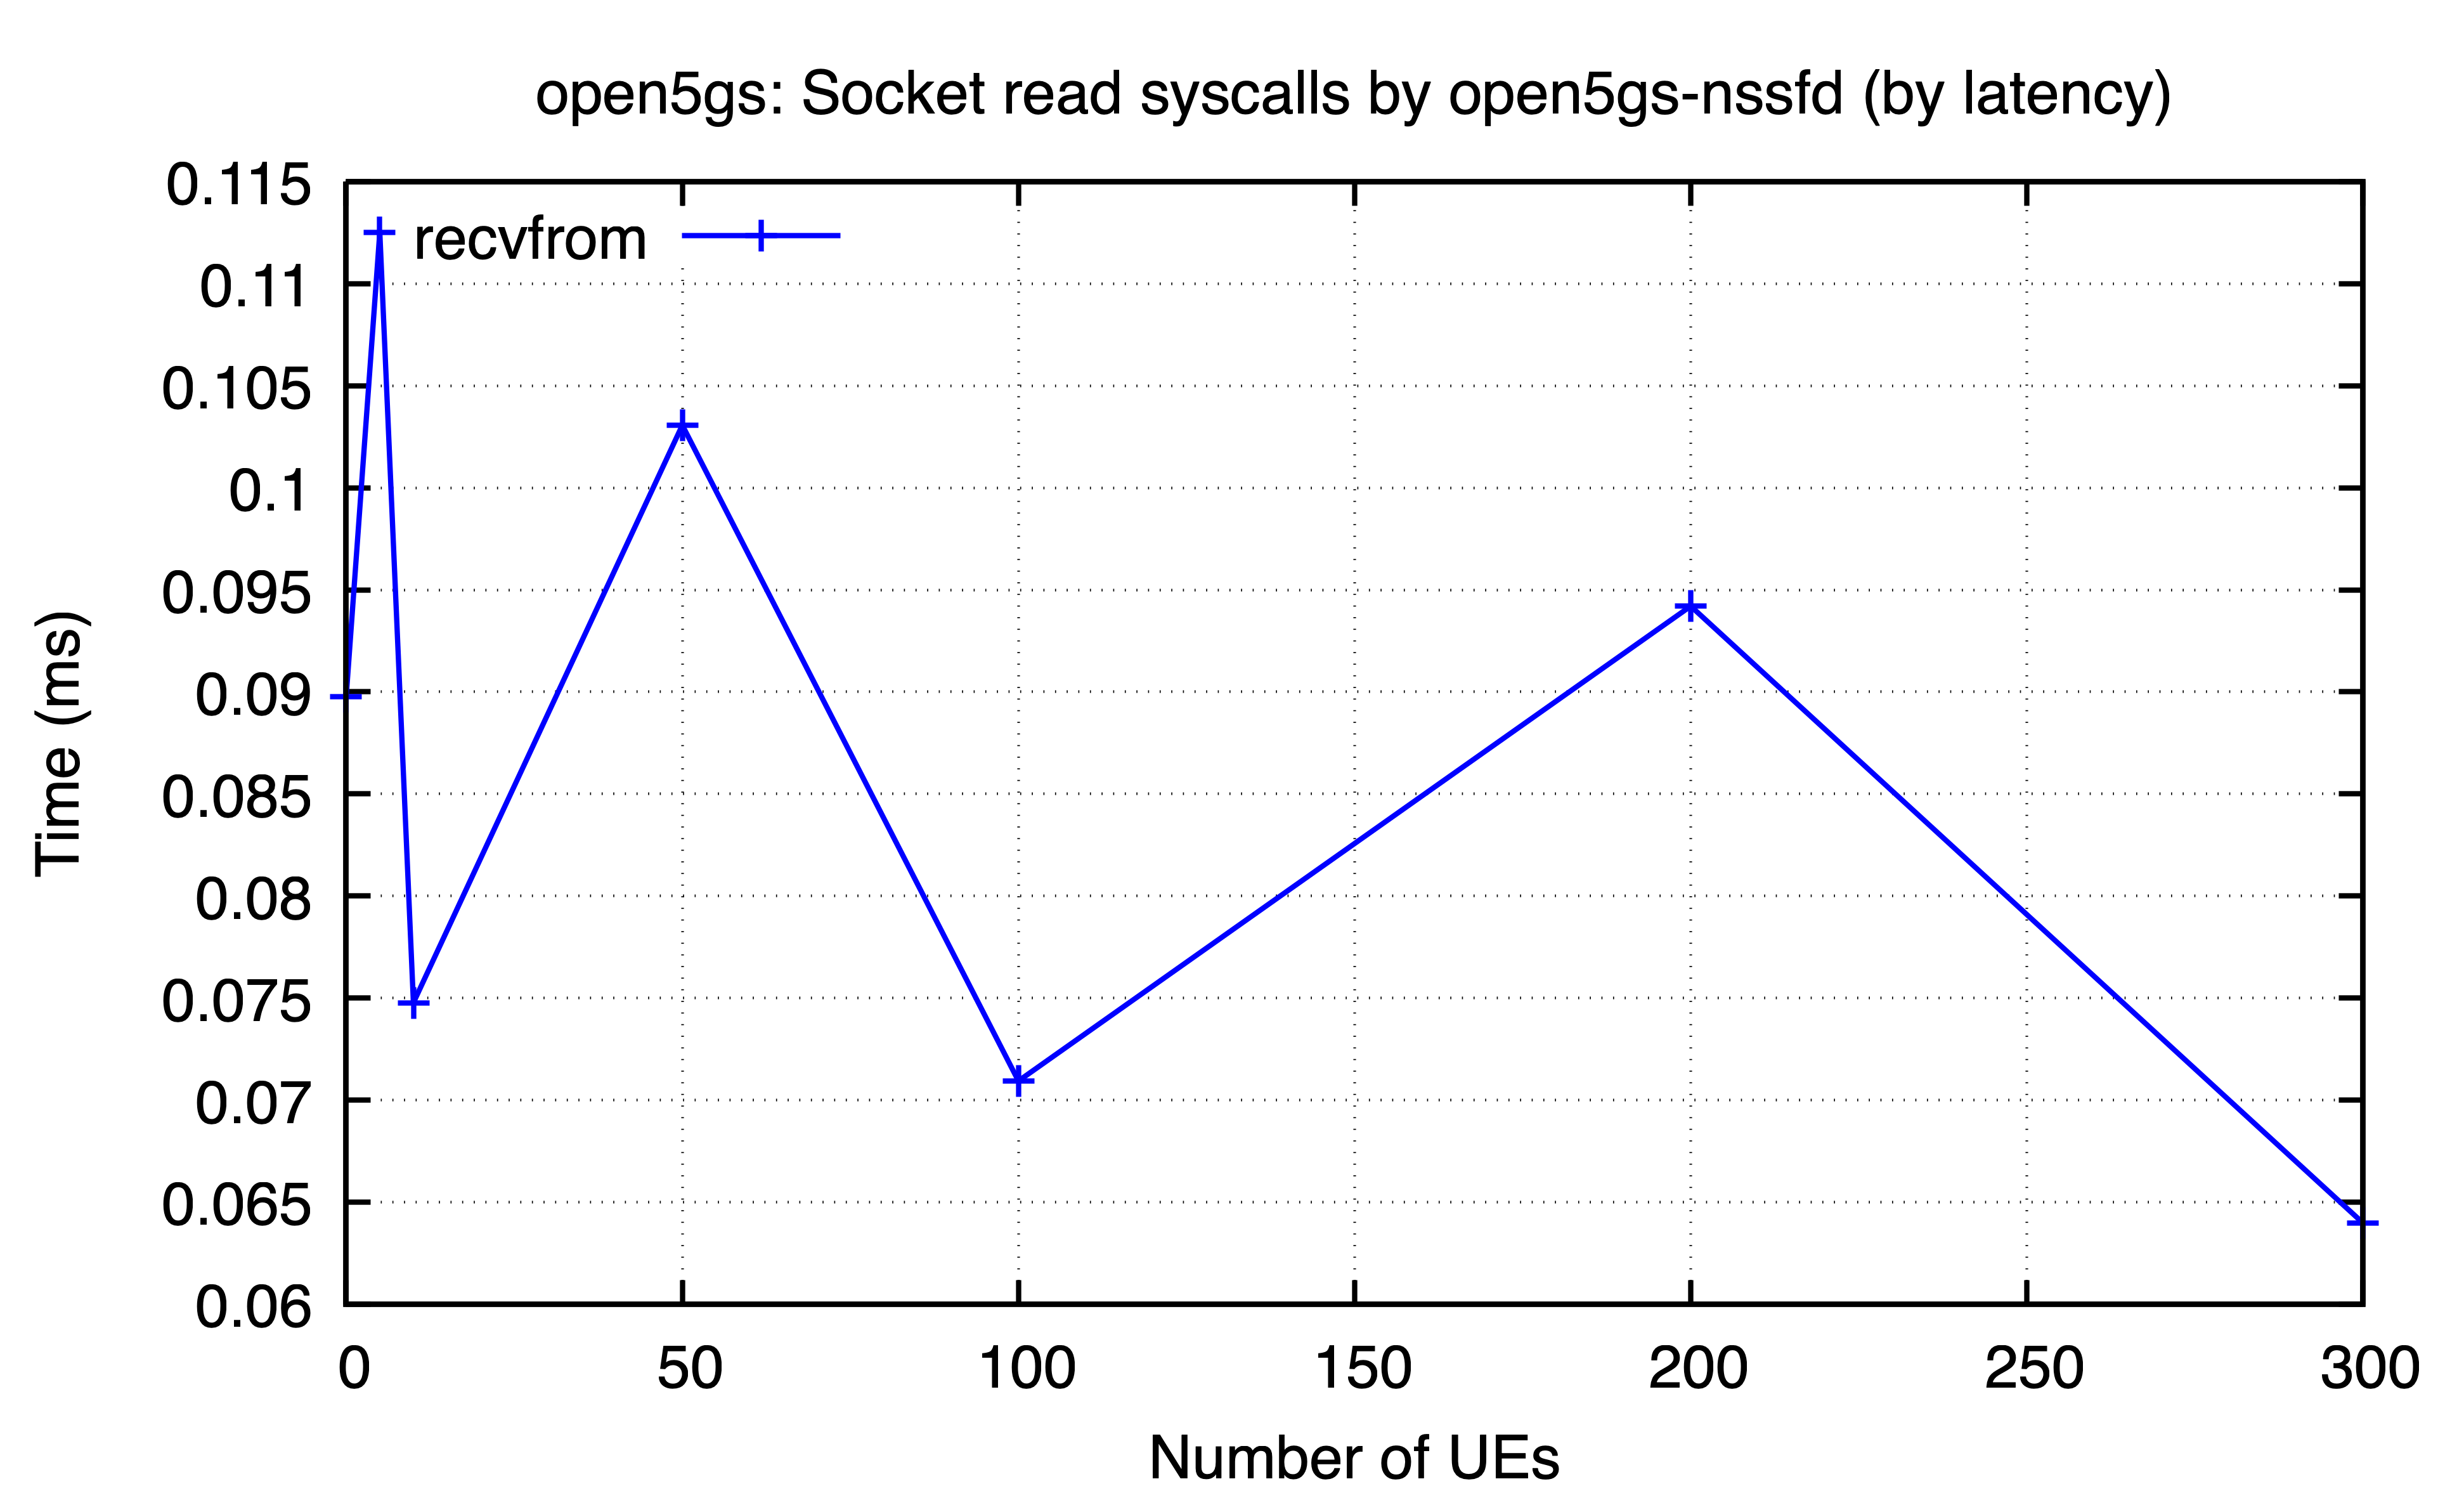 open5gs: Socket read syscalls by open5gs-nssfd (by latency)
recvfrom
0.115
0.11
0.105
0.1
0.095
0.09
0.085
0.08
0.075
0.07
0.065
0.06
Time (ms)
0 50 100 150 200 250 300
Number of UEs